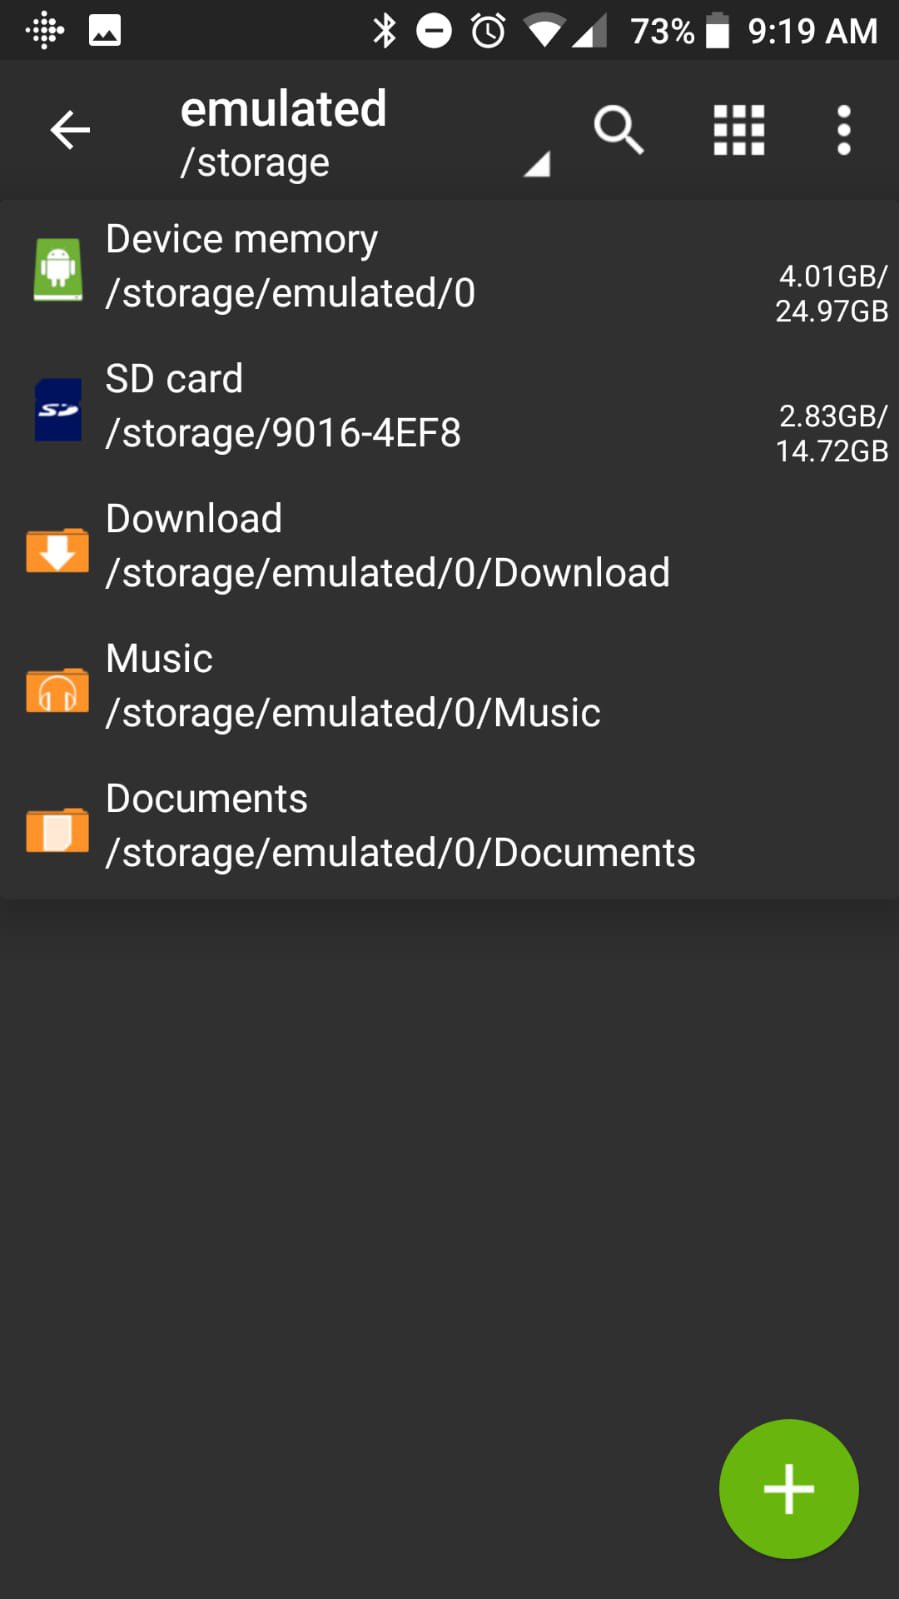 73% 9:19 AM
emulated
/storage
Device memory
/storage/emulated/0
4.01GB/
24.97GB
SD card
/storage/9016-4EF8
2.83GB/
14.72GB
Download
/storage/emulated/0/Download
Music
/storage/emulated/0/Music
Documents
/storage/emulated/0/Documents